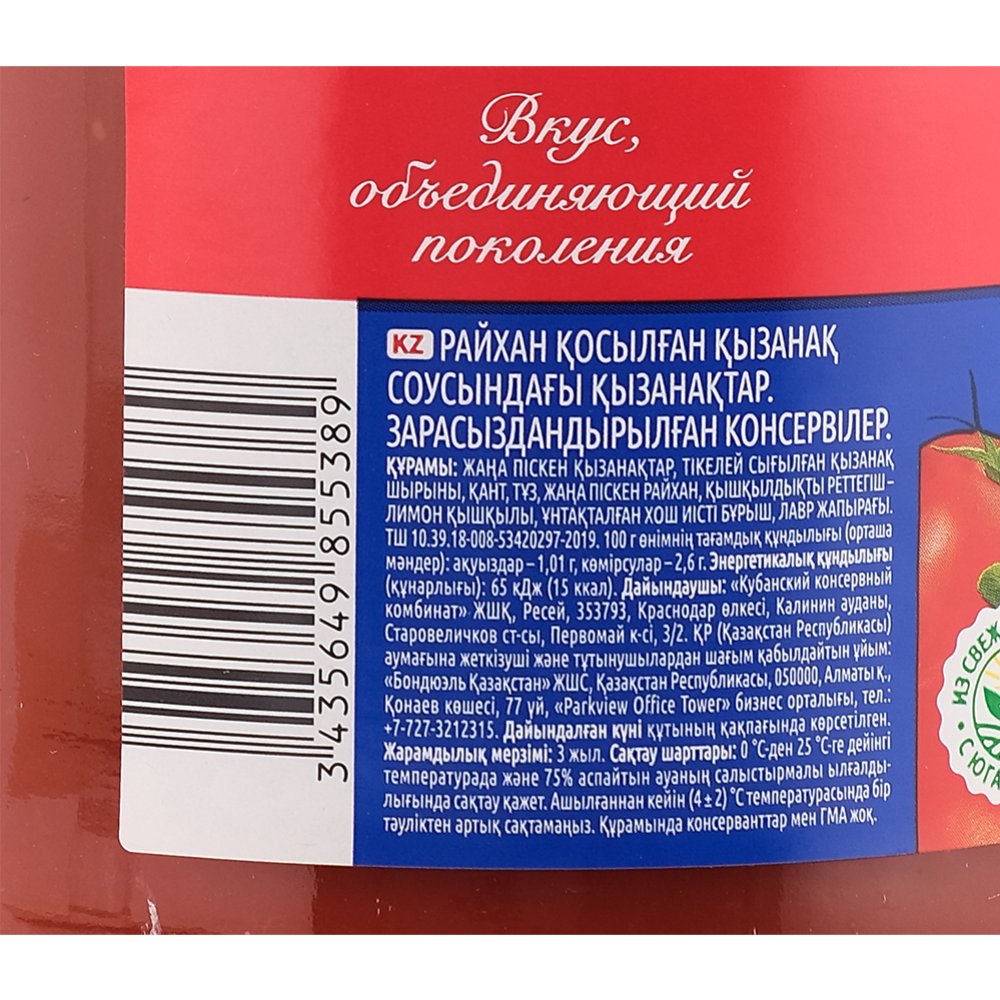 Вкус,
объединяющий
поколения
KZ РАЙХАН ҚОСЫЛҒАН ҚЫЗАНАҚ
СОУСЫНДАҒЫ ҚЫЗАНАҚТАР.
ЗАРАСЫЗДАНДЫРЫЛҒАН КОНСЕРВІЛЕР.
ҚҰРАМЫ: ЖАҢА ПІСКЕН ҚЫЗАНАҚТАР, ТІКЕЛЕЙ СЫҒЫЛҒАН ҚЫЗАНАҚ
ШЫРЫНЫ, ҚАНТ, ТҰЗ, ЖАҢА ПІСКЕН РАЙХАН, ҚЫШҚЫЛДЫҚТЫ РЕТТЕГІШ –
ЛИМОН ҚЫШҚЫЛЫ, ҰНТАҚТАЛҒАН ХОШ ИІСТІ БҰРЫШ, ЛАВР ЖАПЫРАҒЫ.
ТШ 10.39.18-008-53420297-2019. 100 г өнімнің тағамдық құндылығы (орташа
мәндер): ақуыздар – 1,01 г, көмірсулар – 2,6 г. Энергетикалық құндылығы
(құнарлығы): 65 кДж (15 ккал). Дайындаушы: «Кубанский консервный
комбинат» ЖШҚ, Ресей, 353793, Краснодар өлкесі, Калинин ауданы,
Старовеличков ст-сы, Первомай к-сі, 3/2. ҚР (Қазақстан Республикасы)
аумағына жеткізуші және тұтынушылардан шағым қабылдайтын ұйым:
«Бондюэль Қазақстан» ЖШС, Қазақстан Республикасы, 050000, Алматы қ.,
Қонаев көшесі, 77 үй, «Parkview Office Tower» бизнес орталығы, тел.:
+7-727-3212315. Дайындалған күні құтының қақпағында көрсетілген.
Жарамдылық мерзімі: 3 жыл. Сақтау шарттары: 0 °С-ден 25 °С-ге дейінгі
температурада және 75% аспайтын ауаның салыстырмалы ылғалды-
лығында сақтау қажет. Ашылғаннан кейін (4 ± 2) °С температурасында бір
тәуліктен артық сақтамаңыз. Құрамында консерванттар мен ГМА жоқ.
3435649855389
ИЗ СВЕЖ
С ЮГА